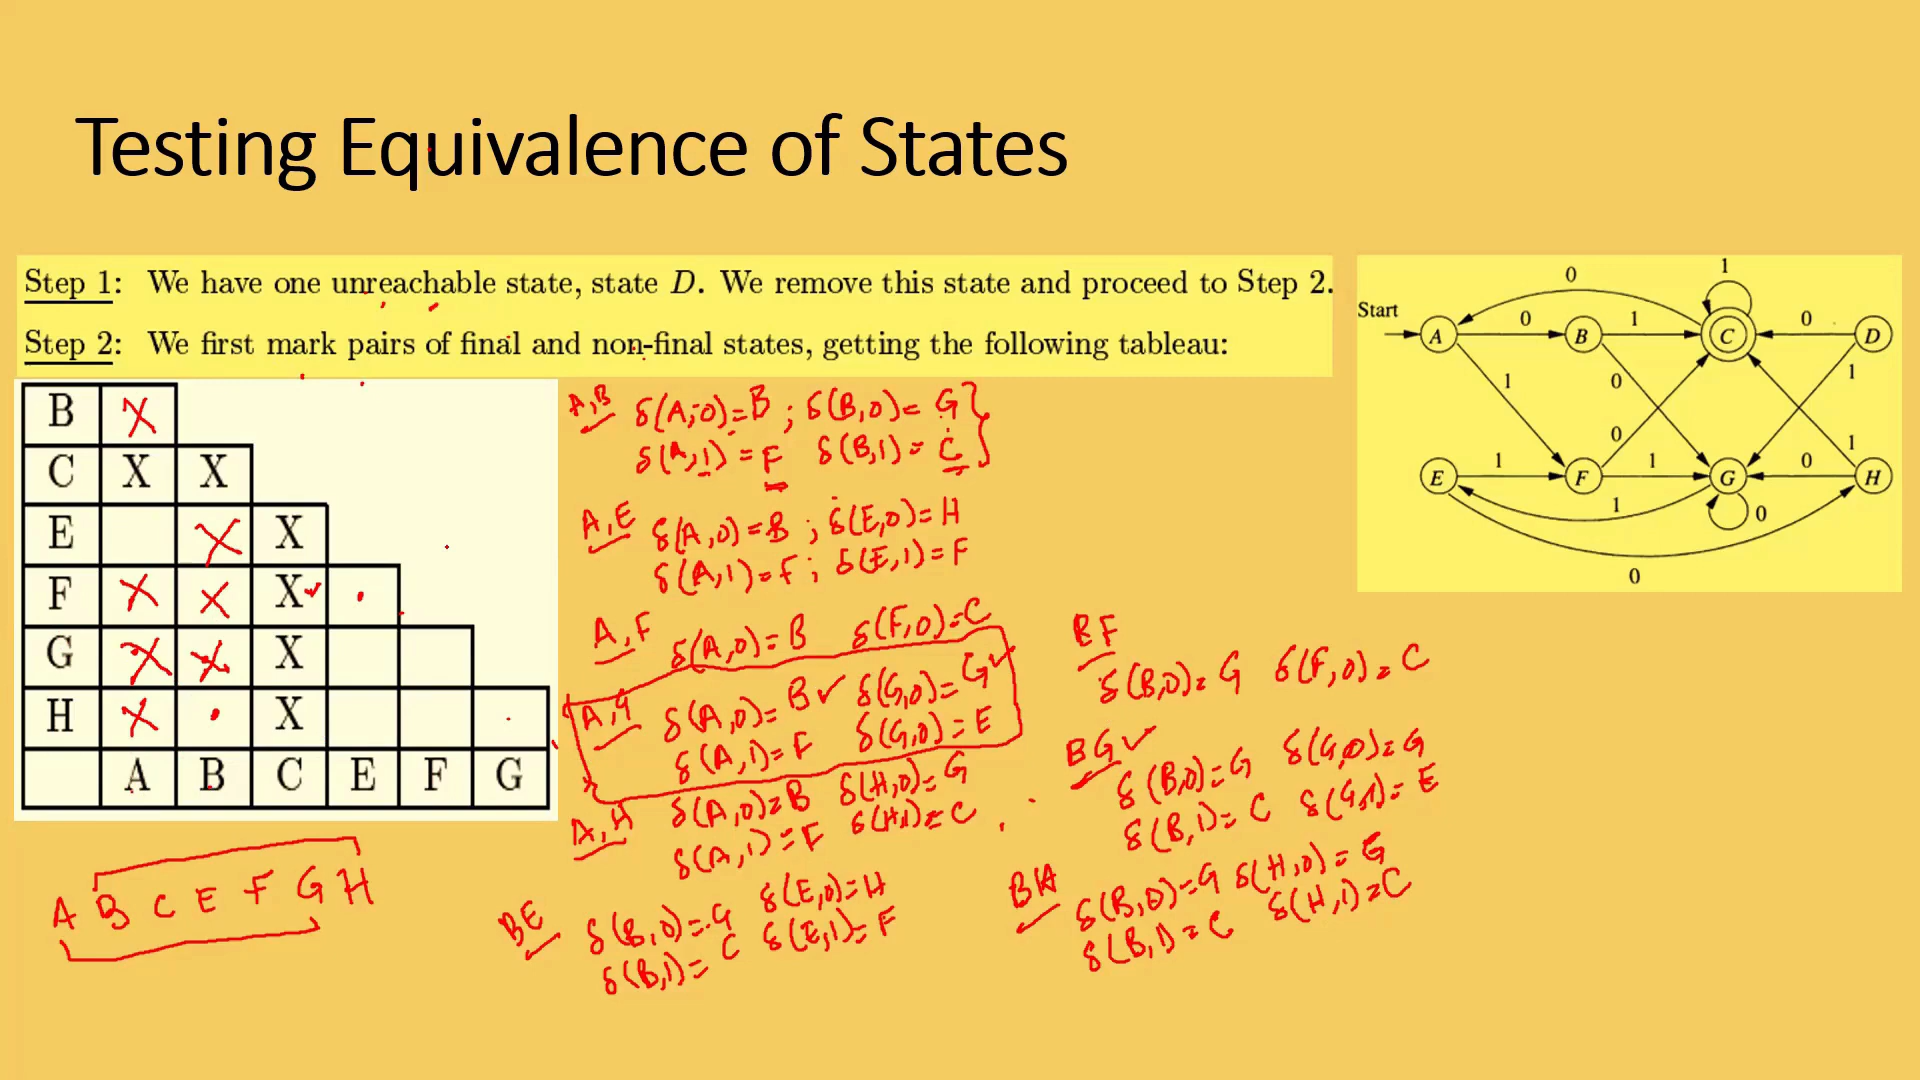 Testing Equivalence of States
Step 1: We have one unreachable state, state D. We remove this state and proceed to Step 2.
Step 2: We first mark pairs of final and non-final states, getting the following tableau:
B X
C X X
E X X
F X X X
G X X X
H X X
A B C E F G
A B C E F G H
A,B δ(A,0)=B ; δ(B,0)=G
δ(A,1)=F δ(B,1)=C
A,E δ(A,0)=B ; δ(E,0)=H
δ(A,1)=F ; δ(E,1)=F
A,F δ(A,0)=B δ(F,0)=C
A,G δ(A,0)=B ✓ δ(G,0)=G ✓
δ(A,1)=F δ(G,0)=E
A,H δ(A,0)=B δ(H,0)=G
δ(A,1)=F δ(H,1)=C
BE δ(B,0)=G δ(E,0)=H
δ(B,1)=C δ(E,1)=F
BF
δ(B,0)=G δ(F,0)=C
BG ✓
δ(B,0)=G δ(G,0)=G
δ(B,1)=C δ(G,1)=E
BH δ(B,0)=G δ(H,0)=G
δ(B,1)=C δ(H,1)=C
1
0
Start
0 1 0
A B C D
1 0 1
0 1
1 1 0
E F G H
1 0
0